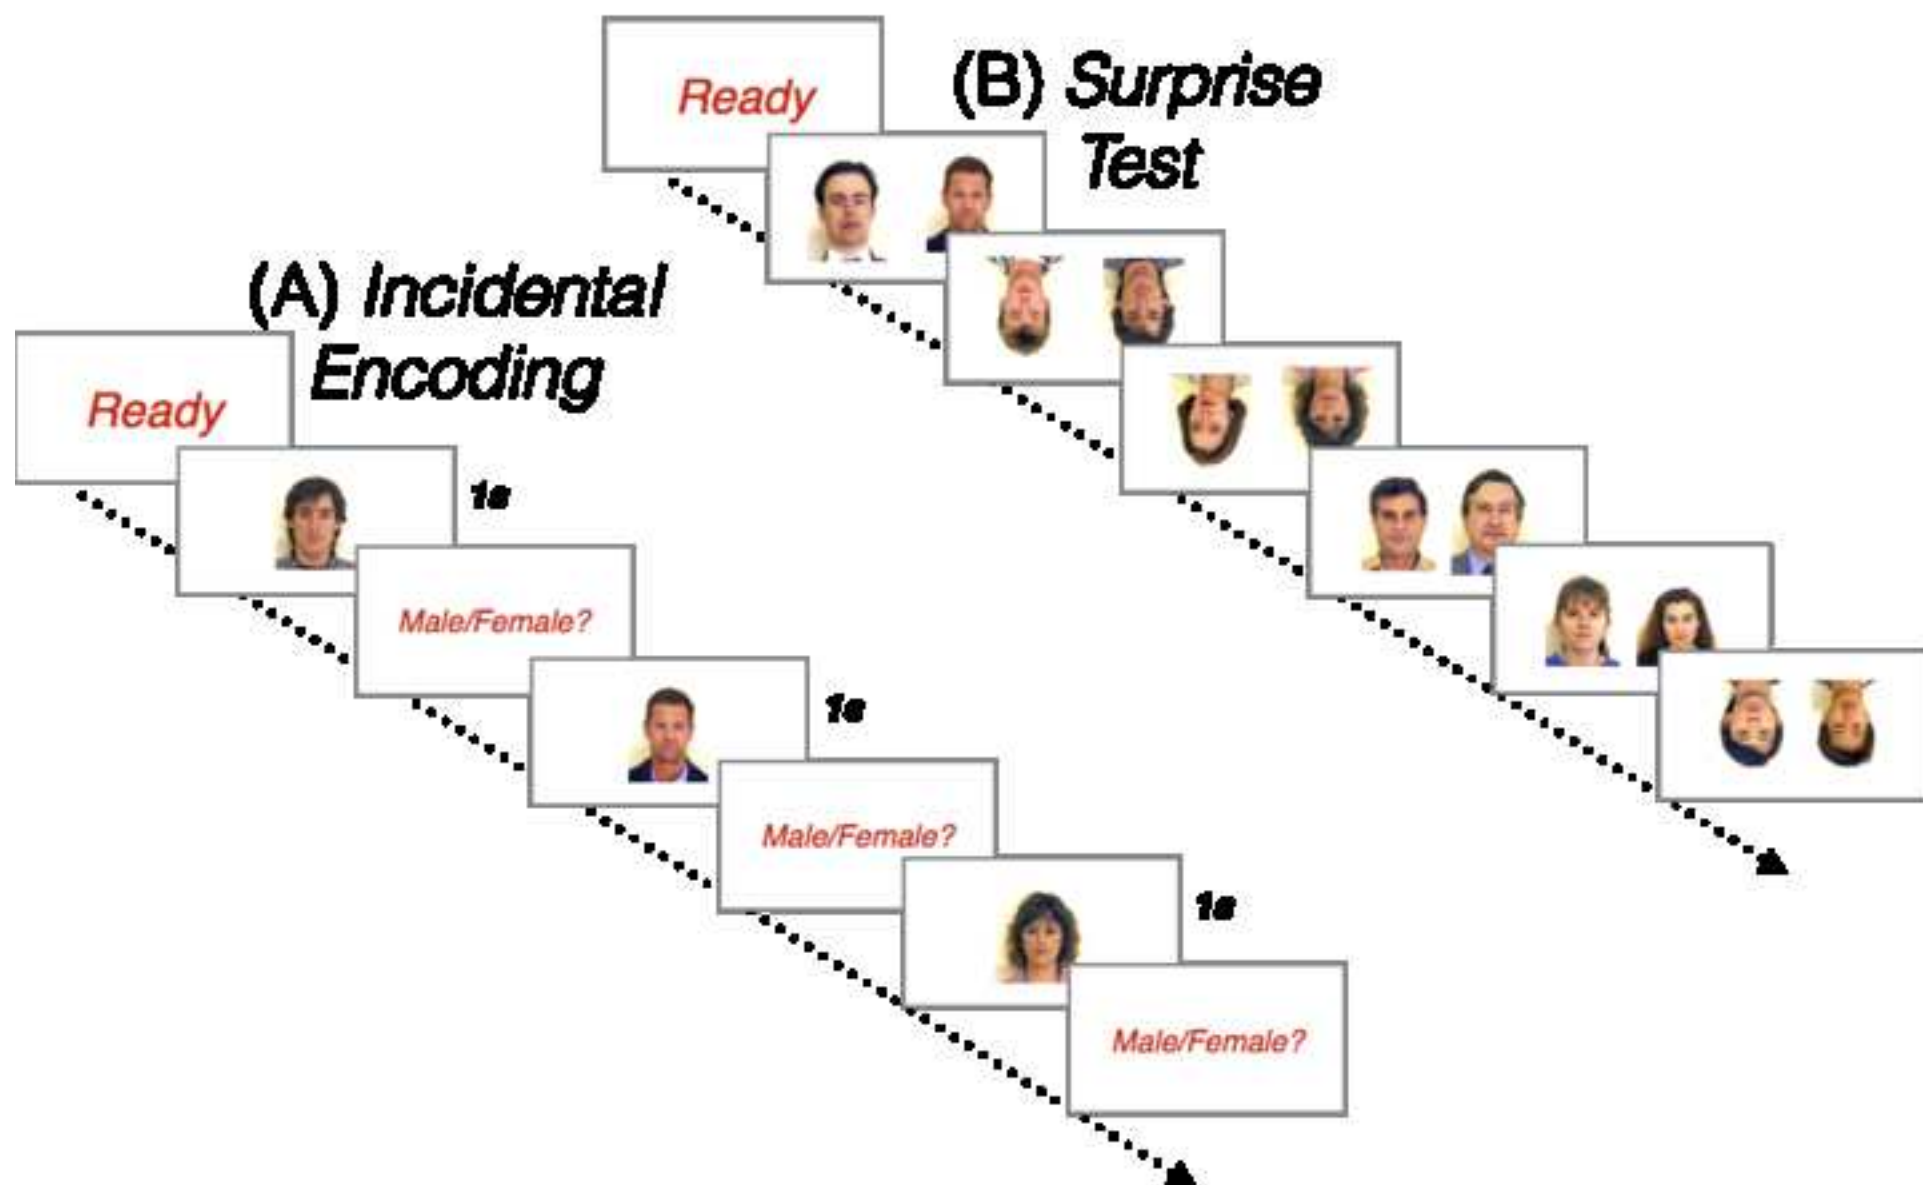 Ready
(B) Surprise
Test
(A) Incidental
Encoding
Ready
1s
Male/Female?
1s
Male/Female?
1s
Male/Female?